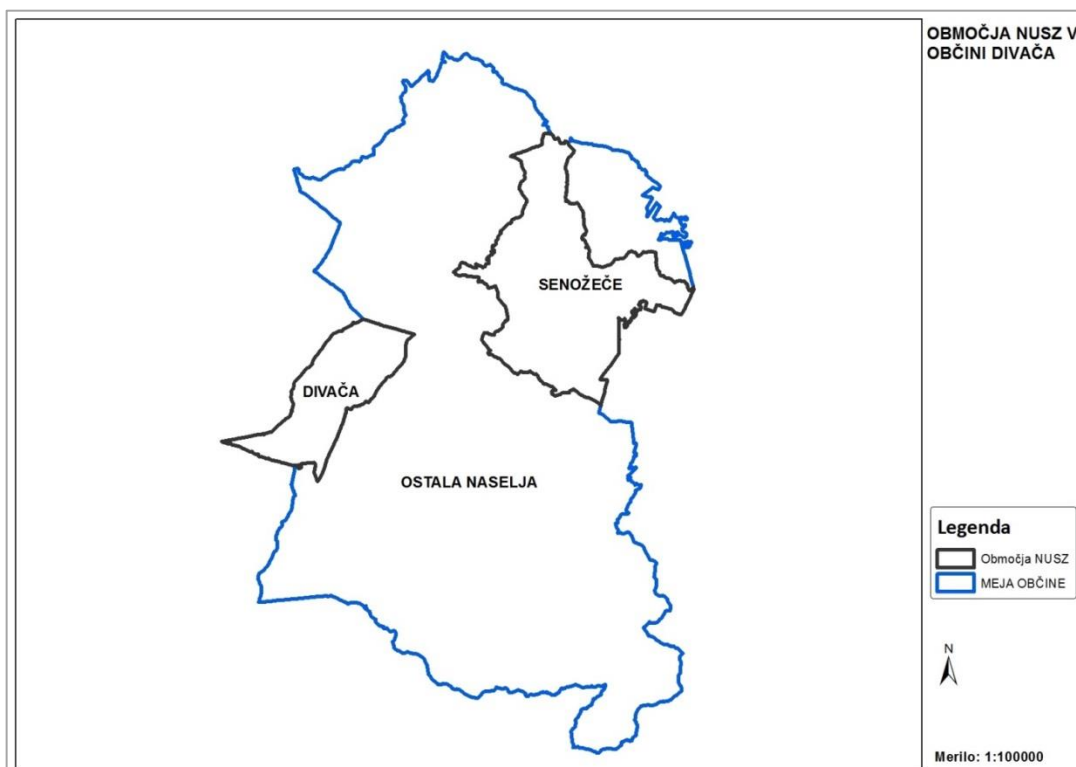 OBMOČJA NUSZ V
OBČINI DIVAČA
SENOŽEČE
DIVAČA
OSTALA NASELJA
Legenda
Območja NUSZ
MEJA OBČINE
N
Merilo: 1:100000